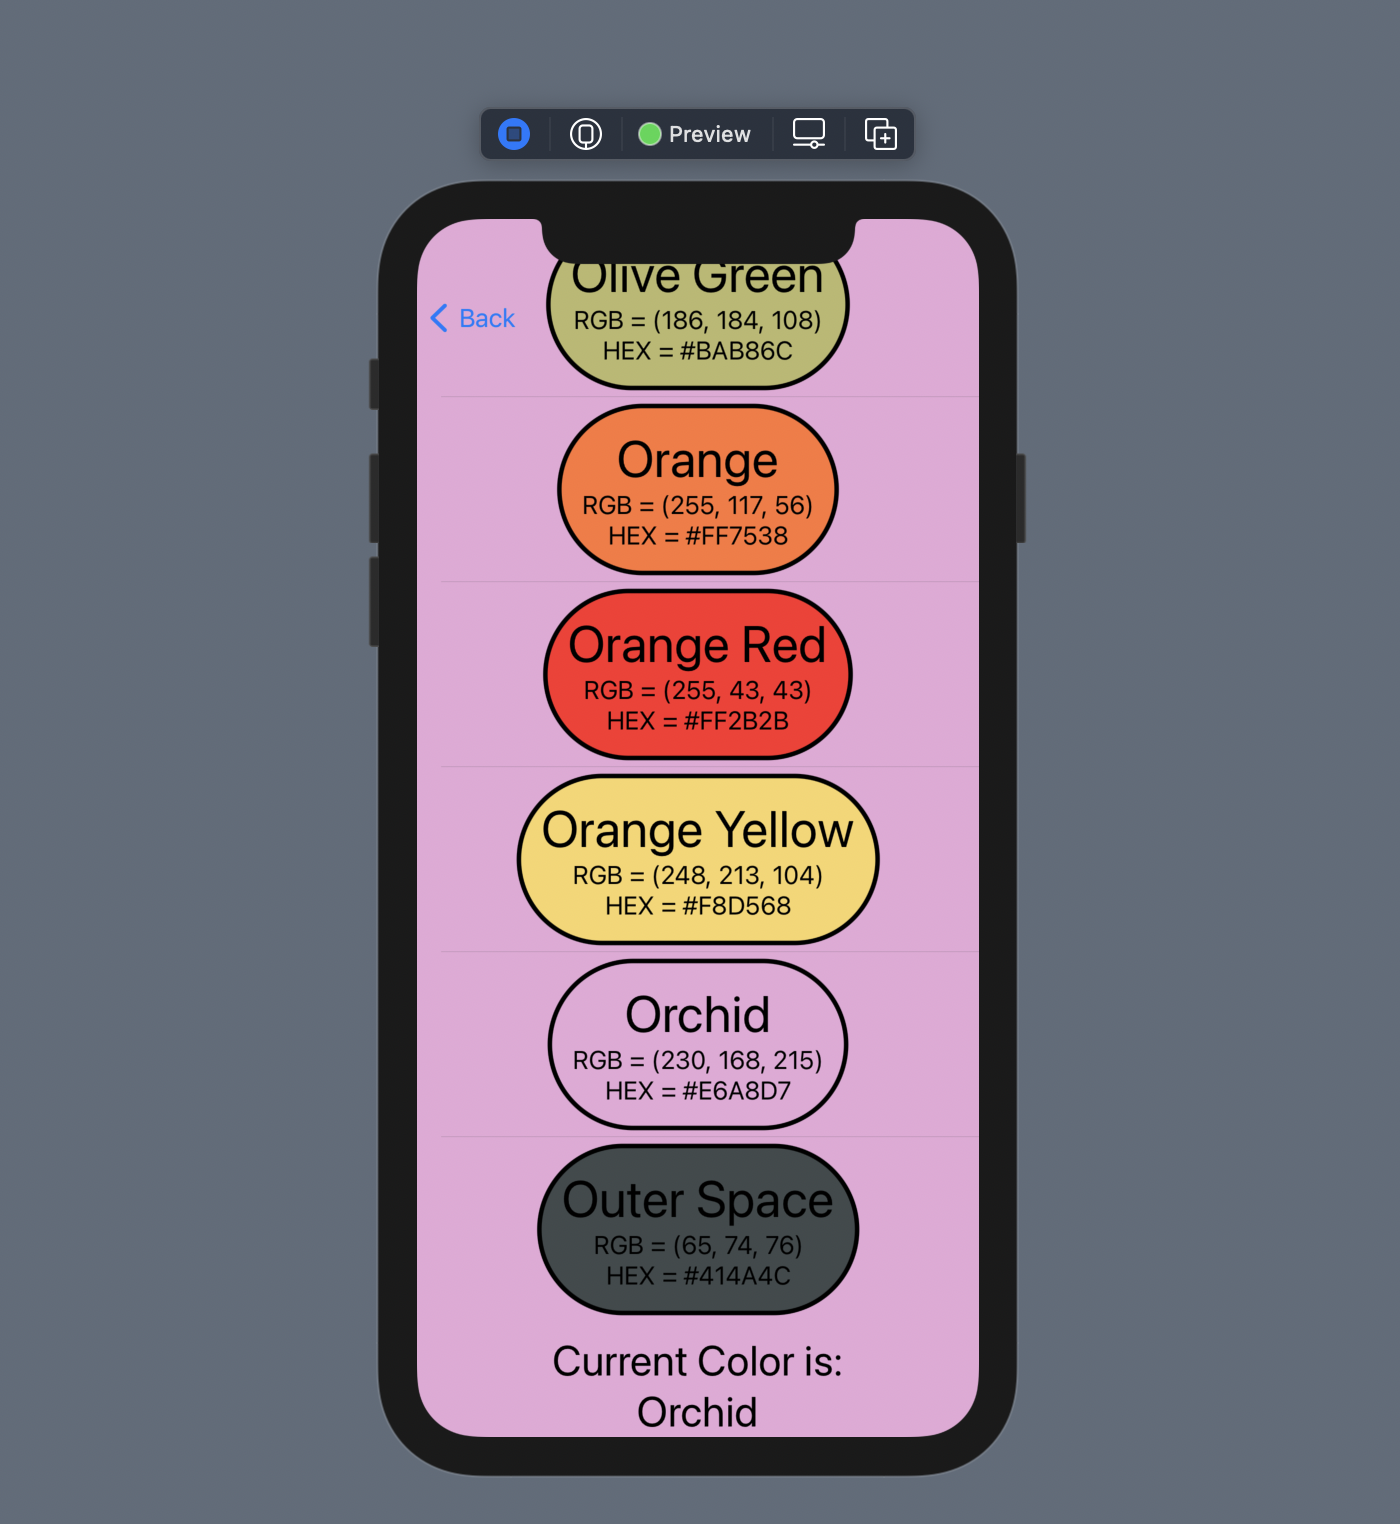 Preview
Olive Green
Back
RGB = (186, 184, 108)
HEX = #BAB86C
Orange
RGB = (255, 117, 56)
HEX = #FF7538
Orange Red
RGB = (255, 43, 43)
HEX = #FF2B2B
Orange Yellow
RGB = (248, 213, 104)
HEX = #F8D568
Orchid
RGB = (230, 168, 215)
HEX = #E6A8D7
Outer Space
RGB = (65, 74, 76)
HEX = #414A4C
Current Color is:
Orchid